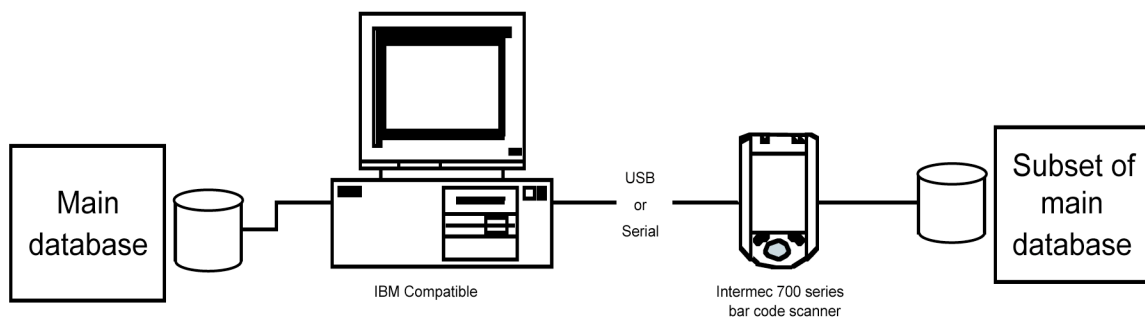 Main
database
IBM Compatible
USB
or
Serial
Intermec 700 series
bar code scanner
Subset of
main
database